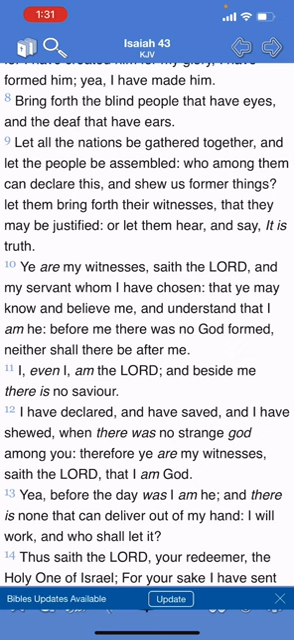 1:31
Isaiah 43
KJV
formed him; yea, I have made him.
8 Bring forth the blind people that have eyes,
and the deaf that have ears.
9 Let all the nations be gathered together, and
let the people be assembled: who among them
can declare this, and shew us former things?
let them bring forth their witnesses, that they
may be justified: or let them hear, and say, It is
truth.
10 Ye are my witnesses, saith the LORD, and
my servant whom I have chosen: that ye may
know and believe me, and understand that I
am he: before me there was no God formed,
neither shall there be after me.
11 I, even I, am the LORD; and beside me
there is no saviour.
12 I have declared, and have saved, and I have
shewed, when there was no strange god
among you: therefore ye are my witnesses,
saith the LORD, that I am God.
13 Yea, before the day was I am he; and there
is none that can deliver out of my hand: I will
work, and who shall let it?
14 Thus saith the LORD, your redeemer, the
Holy One of Israel; For your sake I have sent
Bibles Updates Available
Update